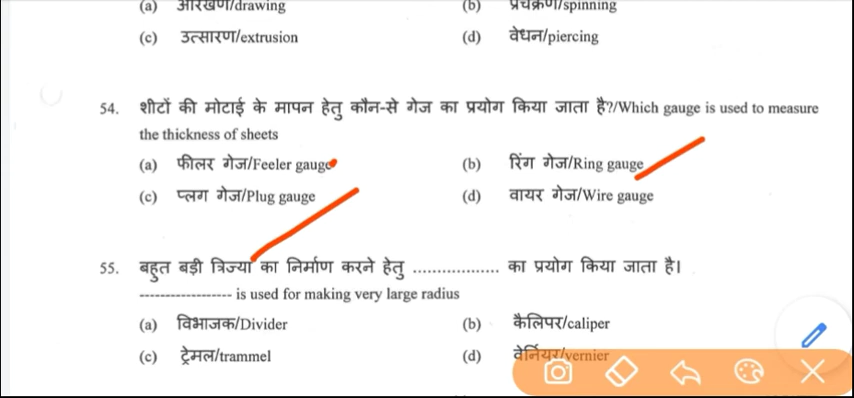 (a) आरेखण/drawing (b) प्रचक्रण/spinning
(c) उत्सारण/extrusion (d) वेधन/piercing
54. शीटों की मोटाई के मापन हेतु कौन-से गेज का प्रयोग किया जाता है?/Which gauge is used to measure
the thickness of sheets
(a) फीलर गेज/Feeler gauge (b) रिंग गेज/Ring gauge
(c) प्लग गेज/Plug gauge (d) वायर गेज/Wire gauge
55. बहुत बड़ी त्रिज्या का निर्माण करने हेतु .................. का प्रयोग किया जाता है।
------------------ is used for making very large radius
(a) विभाजक/Divider (b) कैलिपर/caliper
(c) ट्रेमल/trammel (d) वेर्नियर/vernier